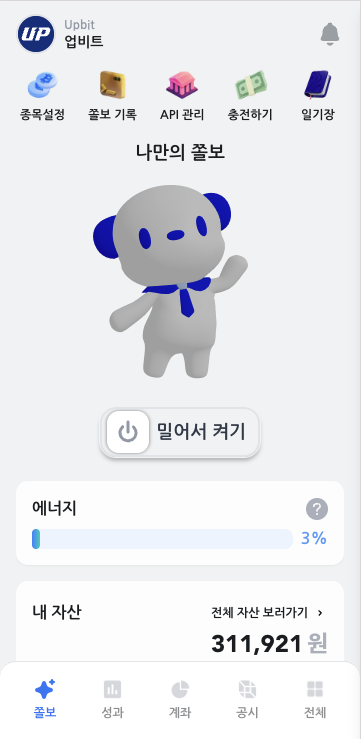 UP
Upbit
업비트
종목설정
쫄보 기록
API 관리
충전하기
일기장
나만의 쫄보
밀어서 켜기
에너지
?
3%
내 자산
전체 자산 보러가기 >
311,921 원
쫄보
성과
계좌
공시
전체